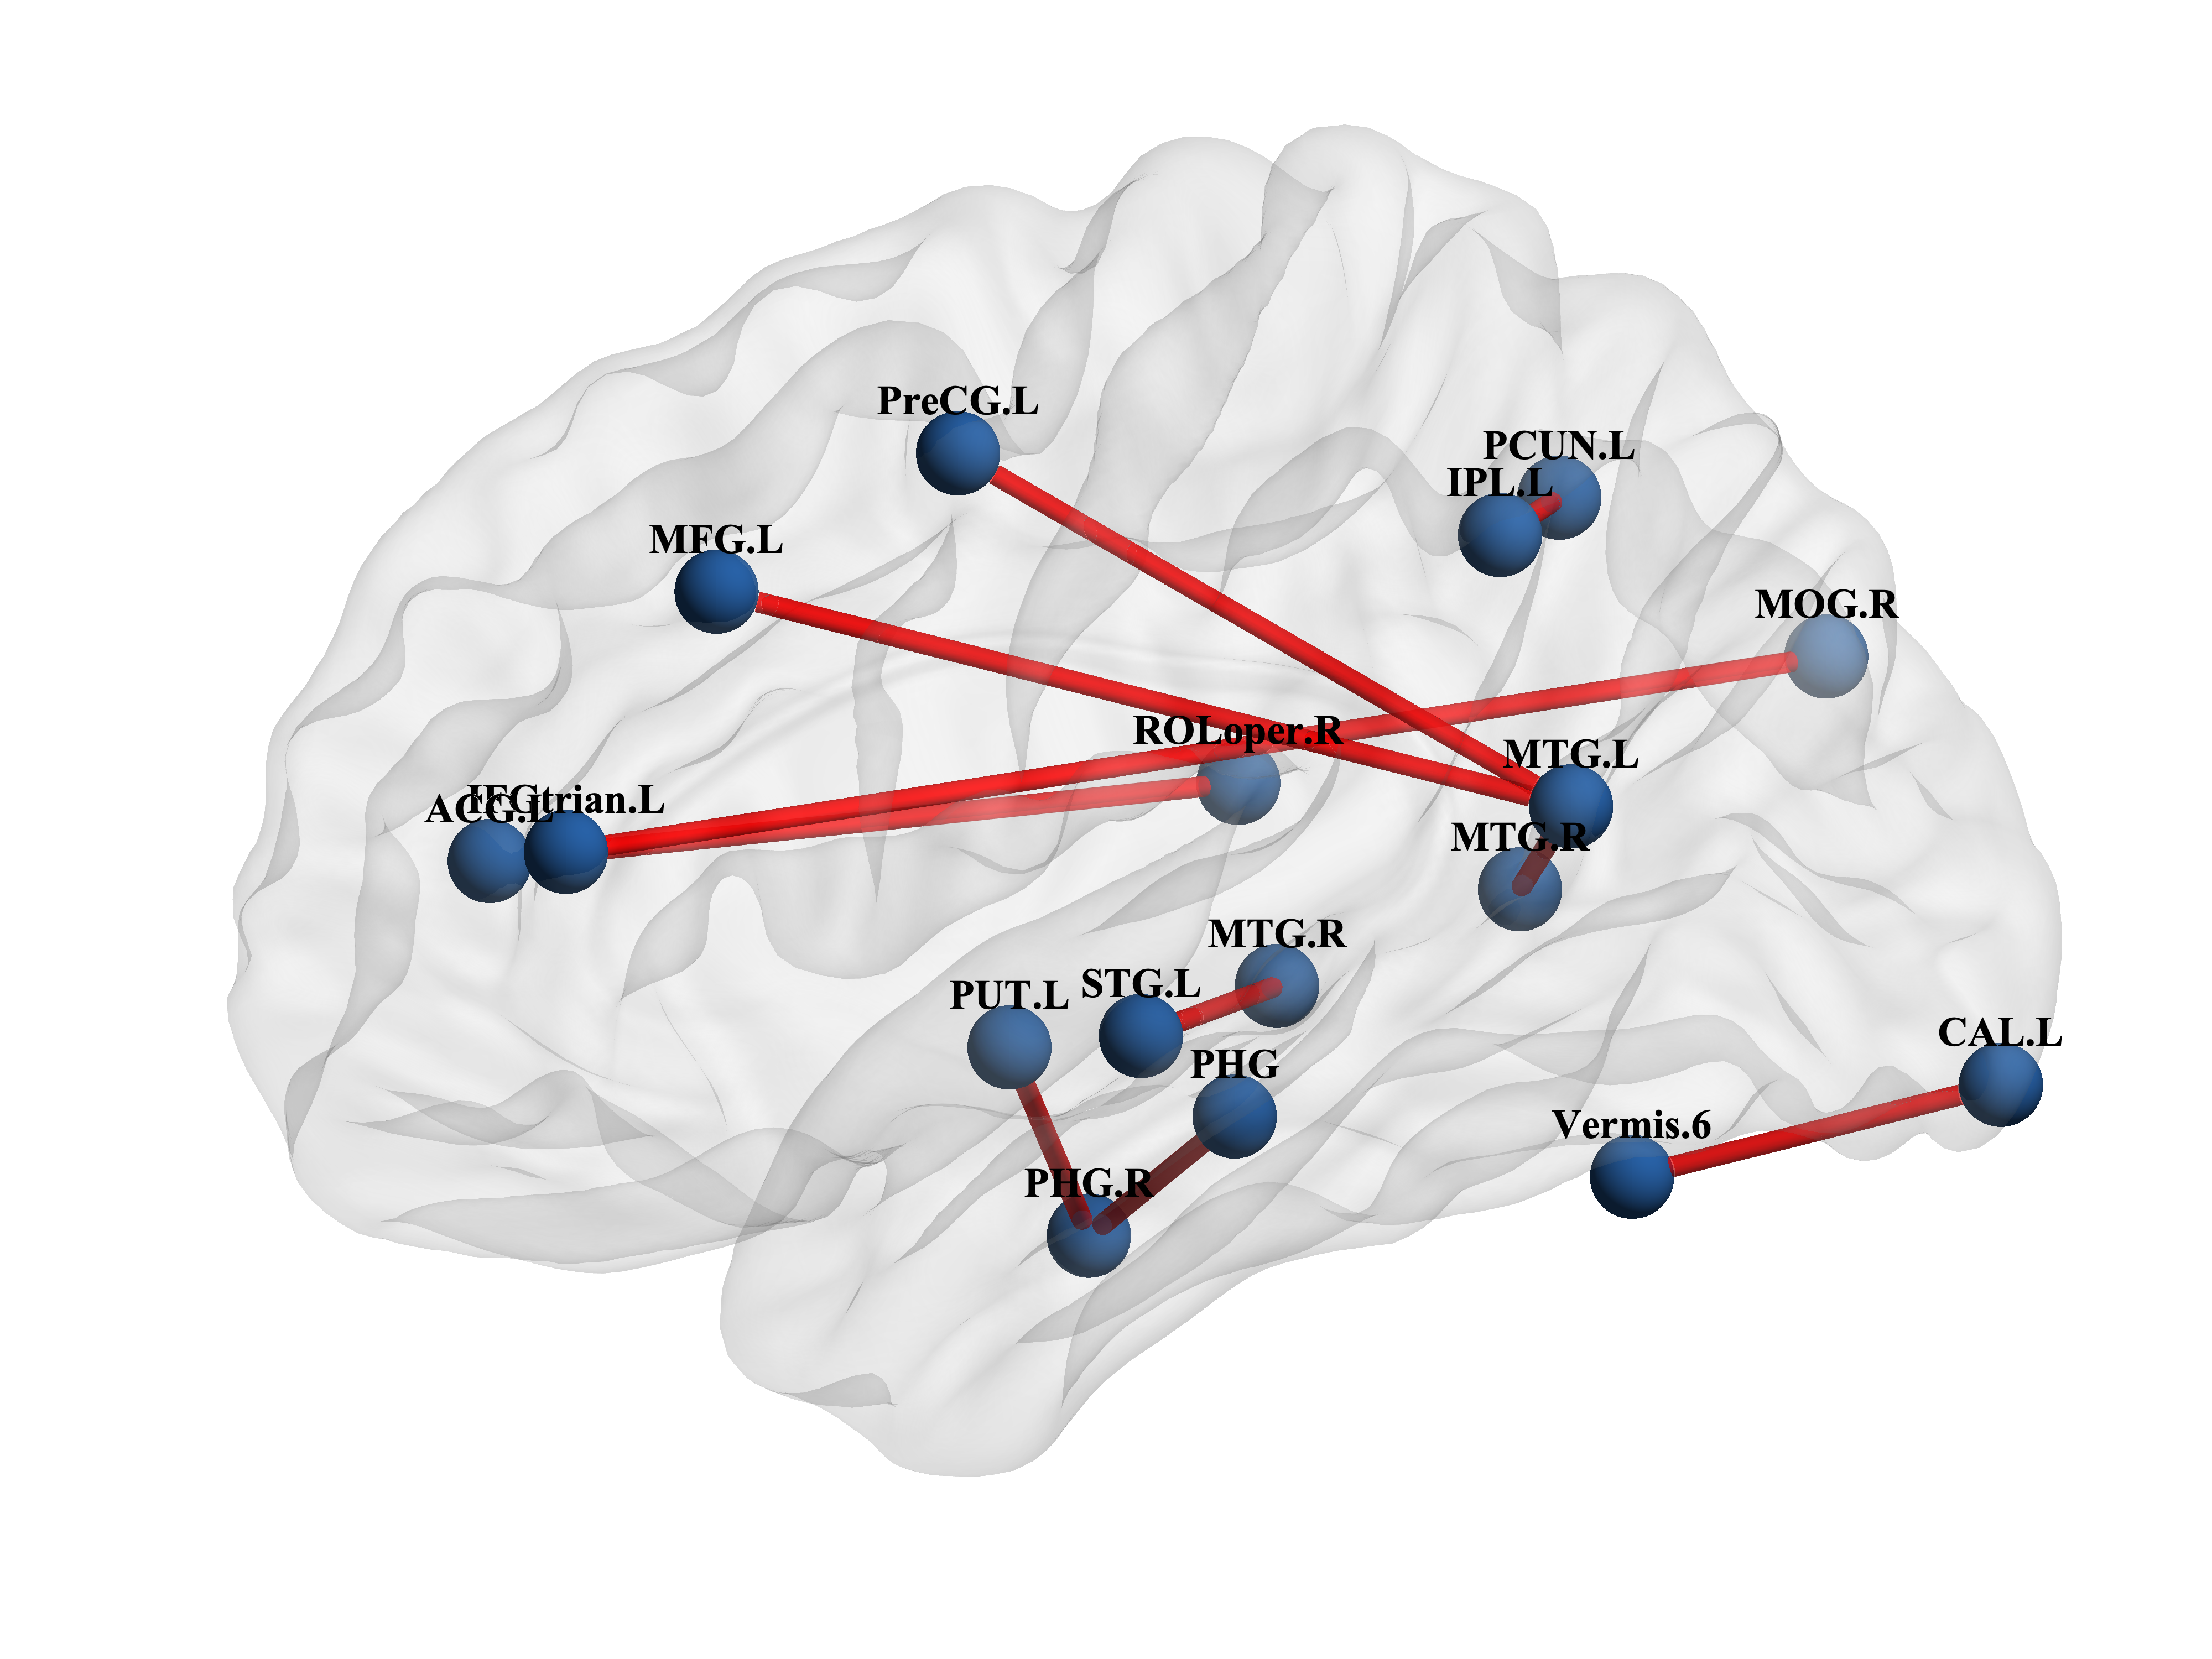 PreCG.L
PCUN.L
IPL.L
MFG.L
MOG.R
ROLoper.R
MTG.L
IFGtrian.L
ACG.L
MTG.R
MTG.R
STG.L
PUT.L
CAL.L
PHG
Vermis.6
PHG.R